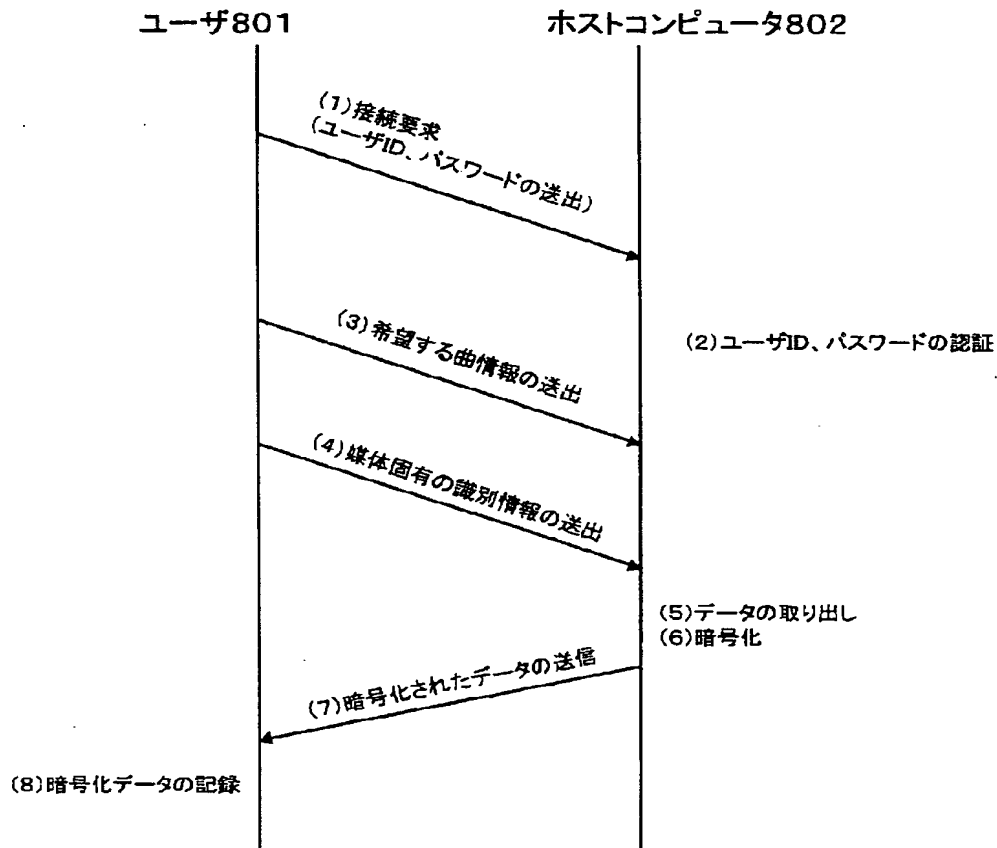 ユーザ801
ホストコンピュータ802
(1)接続要求
(ユーザID、パスワードの送出)
(2)ユーザID、パスワードの認証
(3)希望する曲情報の送出
(4)媒体固有の識別情報の送出
(5)データの取り出し
(6)暗号化
(7)暗号化されたデータの送信
(8)暗号化データの記録